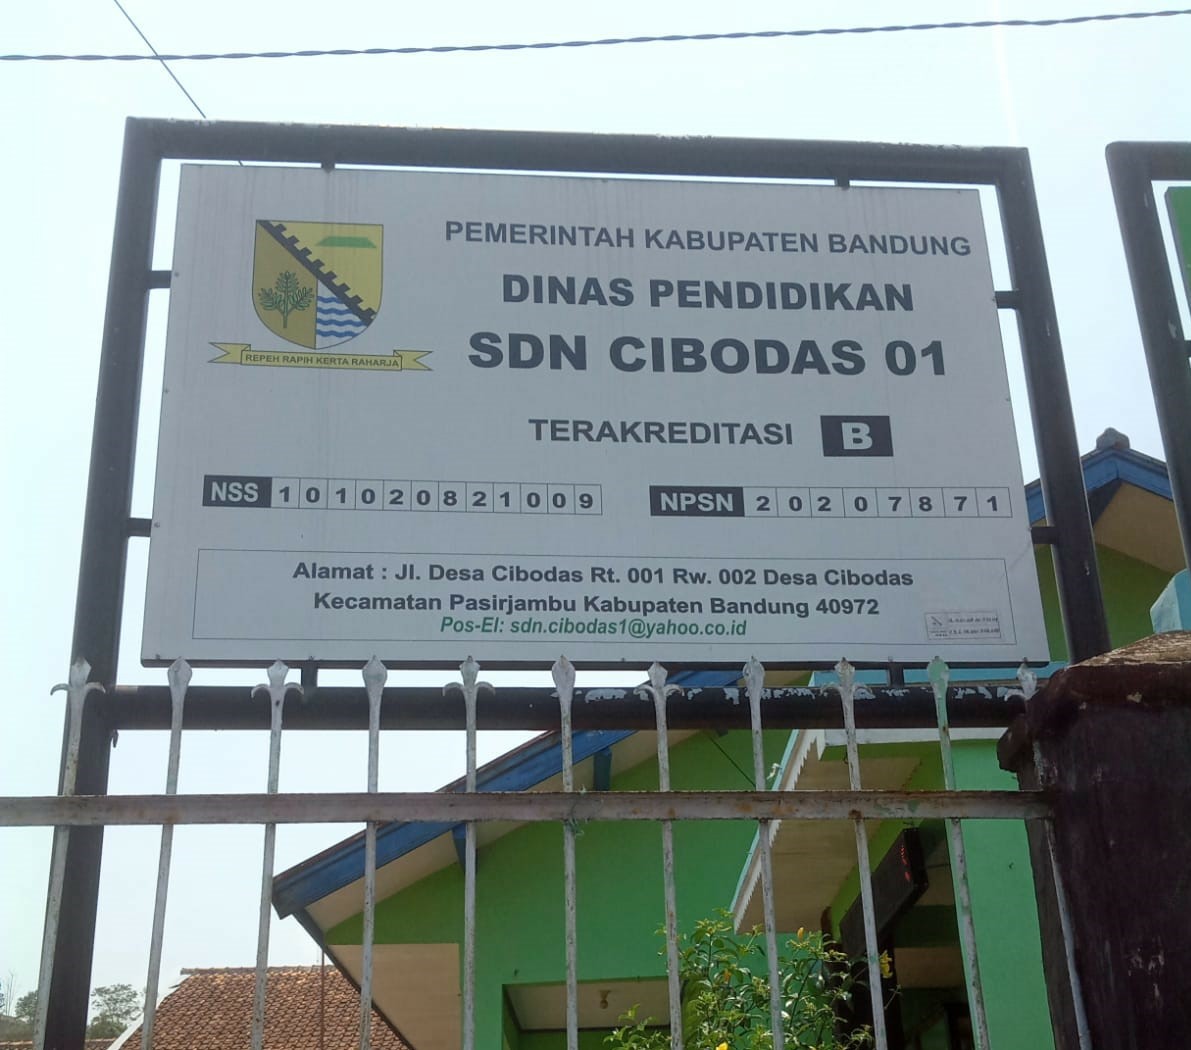 PEMERINTAH KABUPATEN BANDUNG
DINAS PENDIDIKAN
SDN CIBODAS 01
REPEH RAPIH KERTA RAHARJA
TERAKREDITASI B
NSS 101020821009
NPSN 20207871
Alamat : Jl. Desa Cibodas Rt. 001 Rw. 002 Desa Cibodas
Kecamatan Pasirjambu Kabupaten Bandung 40972
Pos-El: sdn.cibodas1@yahoo.co.id